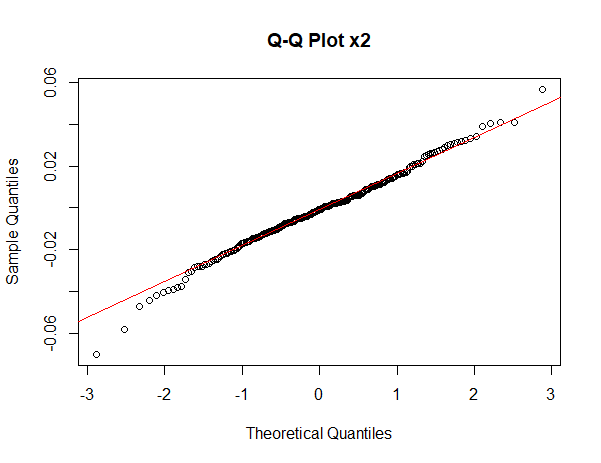 Q-Q Plot x2
0.06
0.02
-0.02
-0.06
Sample Quantiles
-3 -2 -1 0 1 2 3
Theoretical Quantiles